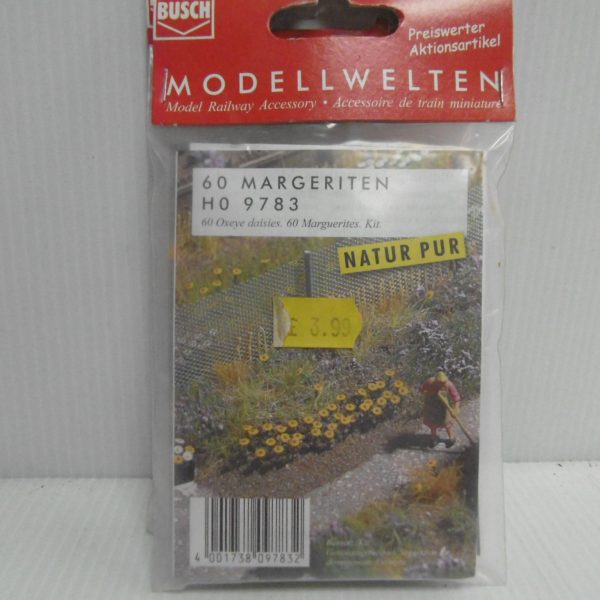 BUSCH
Preiswerter
Aktionsartikel
MODELLWELTEN
Model Railway Accessory • Accessoire de train miniature
60 MARGERITEN
H0 9783
60 Oxeye daisies. 60 Marguerites. Kit.
NATUR PUR
£ 3.99
4 001738 097832